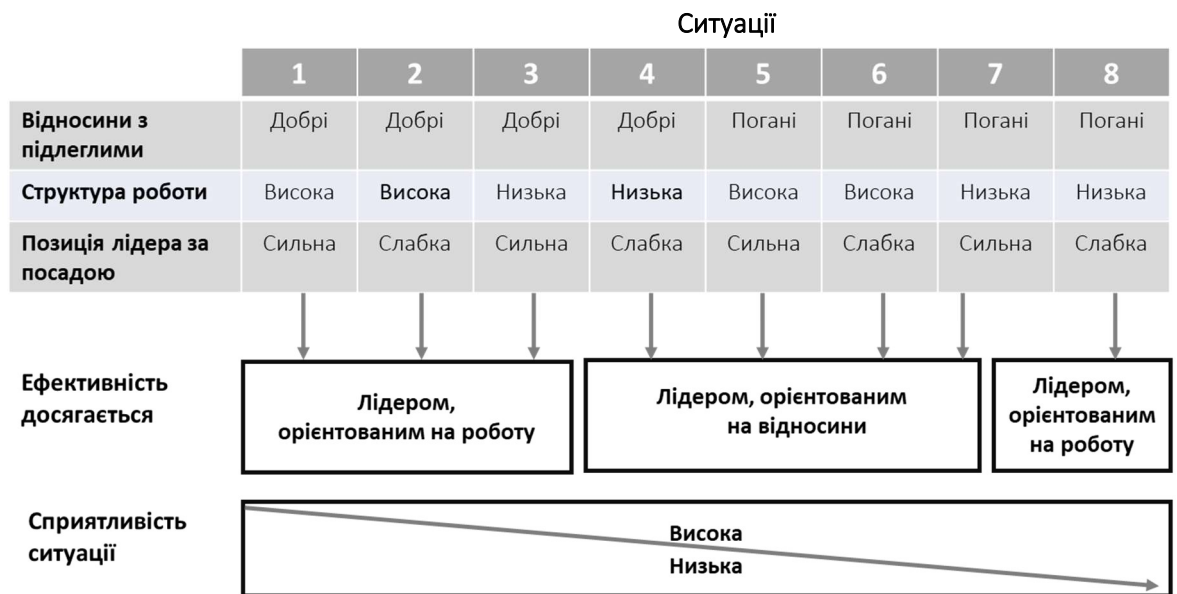 Ситуації
1 2 3 4 5 6 7 8
Відносини з підлеглими Добрі Добрі Добрі Добрі Погані Погані Погані Погані
Структура роботи Висока Висока Низька Низька Висока Висока Низька Низька
Позиція лідера за посадою Сильна Слабка Сильна Слабка Сильна Слабка Сильна Слабка
Ефективність
досягається
Лідером,
орієнтованим на роботу
Лідером, орієнтованим
на відносини
Лідером,
орієнтованим
на роботу
Сприятливість
ситуації
Висока
Низька